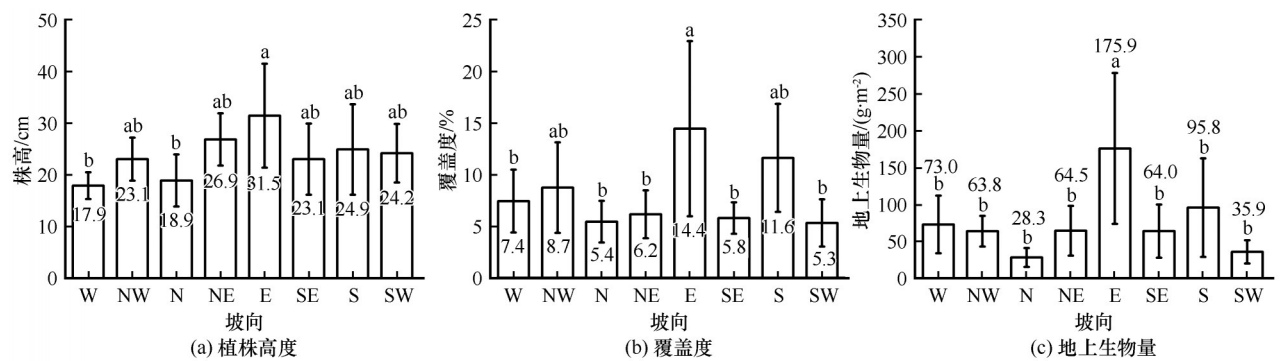 50
40
30
20
10
0
株高/cm
b
ab
b
ab
a
ab
ab
ab
17.9
23.1
18.9
26.9
31.5
23.1
24.9
24.2
W NW N NE E SE S SW
坡向
(a) 植株高度
25
20
15
10
5
0
覆盖度/%
b
ab
b
b
a
b
ab
b
7.4
8.7
5.4
6.2
14.4
5.8
11.6
5.3
W NW N NE E SE S SW
坡向
(b) 覆盖度
350
300
250
200
150
100
50
0
地上生物量/(g·m⁻²)
73.0
b
63.8
b
28.3
b
64.5
b
175.9
a
64.0
b
95.8
b
35.9
b
W NW N NE E SE S SW
坡向
(c) 地上生物量